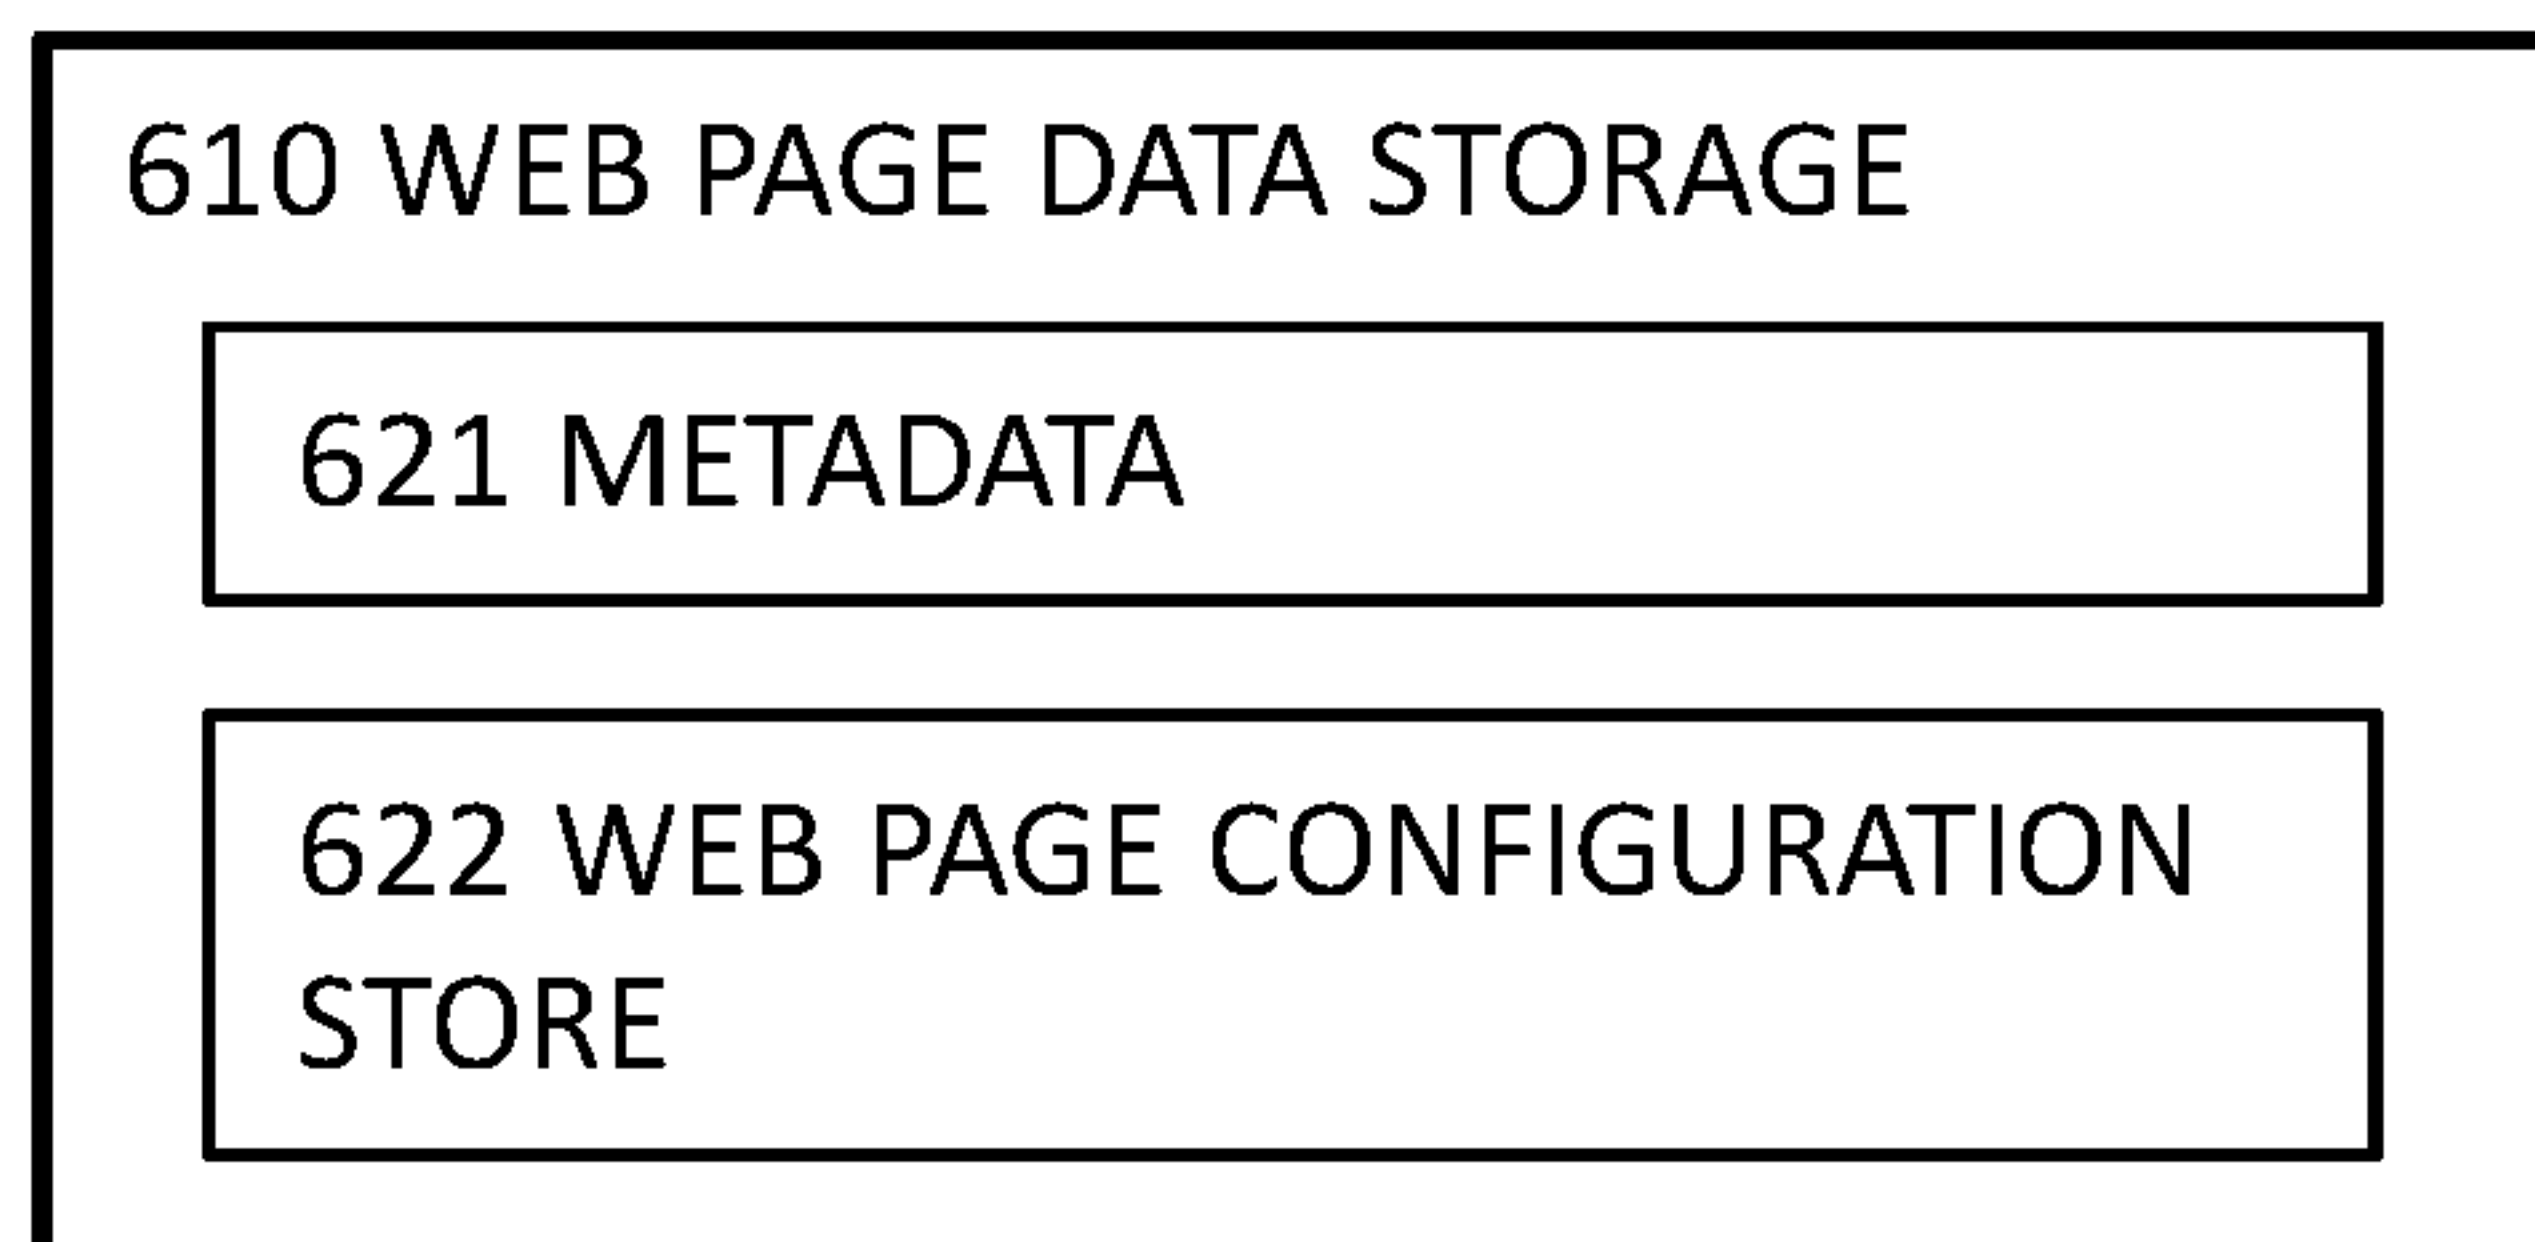 610 WEB PAGE DATA STORAGE
621 METADATA
622 WEB PAGE CONFIGURATION
STORE